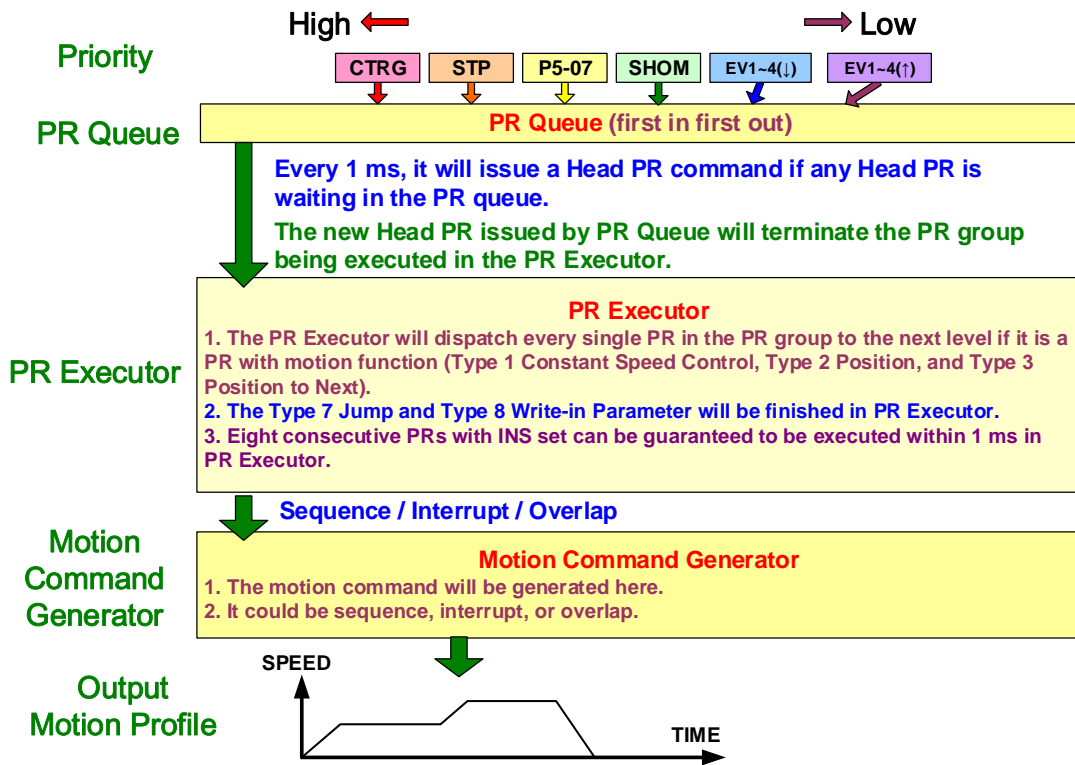 High
Low
Priority
CTRG
STP
P5-07
SHOM
EV1~4(↓)
EV1~4(↑)
PR Queue
PR Queue (first in first out)
Every 1 ms, it will issue a Head PR command if any Head PR is
waiting in the PR queue.
The new Head PR issued by PR Queue will terminate the PR group
being executed in the PR Executor.
PR Executor
PR Executor
1. The PR Executor will dispatch every single PR in the PR group to the next level if it is a
PR with motion function (Type 1 Constant Speed Control, Type 2 Position, and Type 3
Position to Next).
2. The Type 7 Jump and Type 8 Write-in Parameter will be finished in PR Executor.
3. Eight consecutive PRs with INS set can be guaranteed to be executed within 1 ms in
PR Executor.
Sequence / Interrupt / Overlap
Motion
Command
Generator
Motion Command Generator
1. The motion command will be generated here.
2. It could be sequence, interrupt, or overlap.
Output
Motion Profile
SPEED
TIME